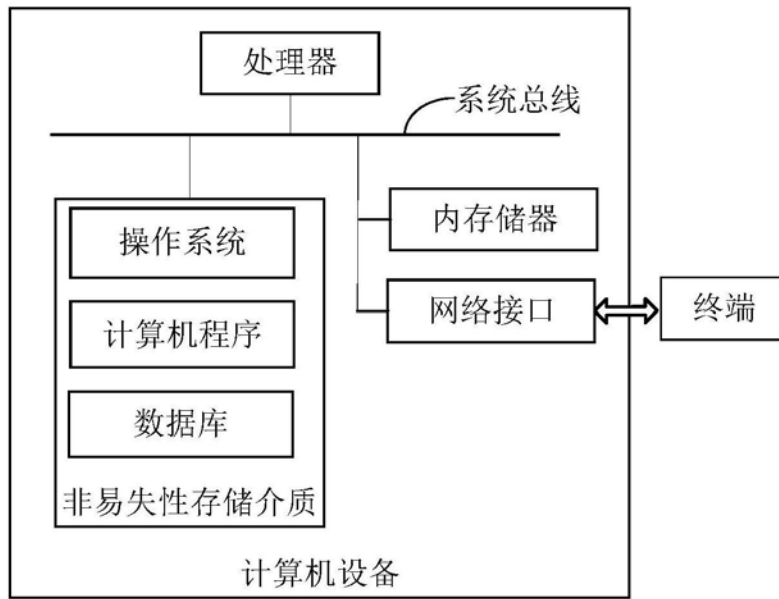 处理器
系统总线
操作系统
内存储器
网络接口
终端
计算机程序
数据库
非易失性存储介质
计算机设备